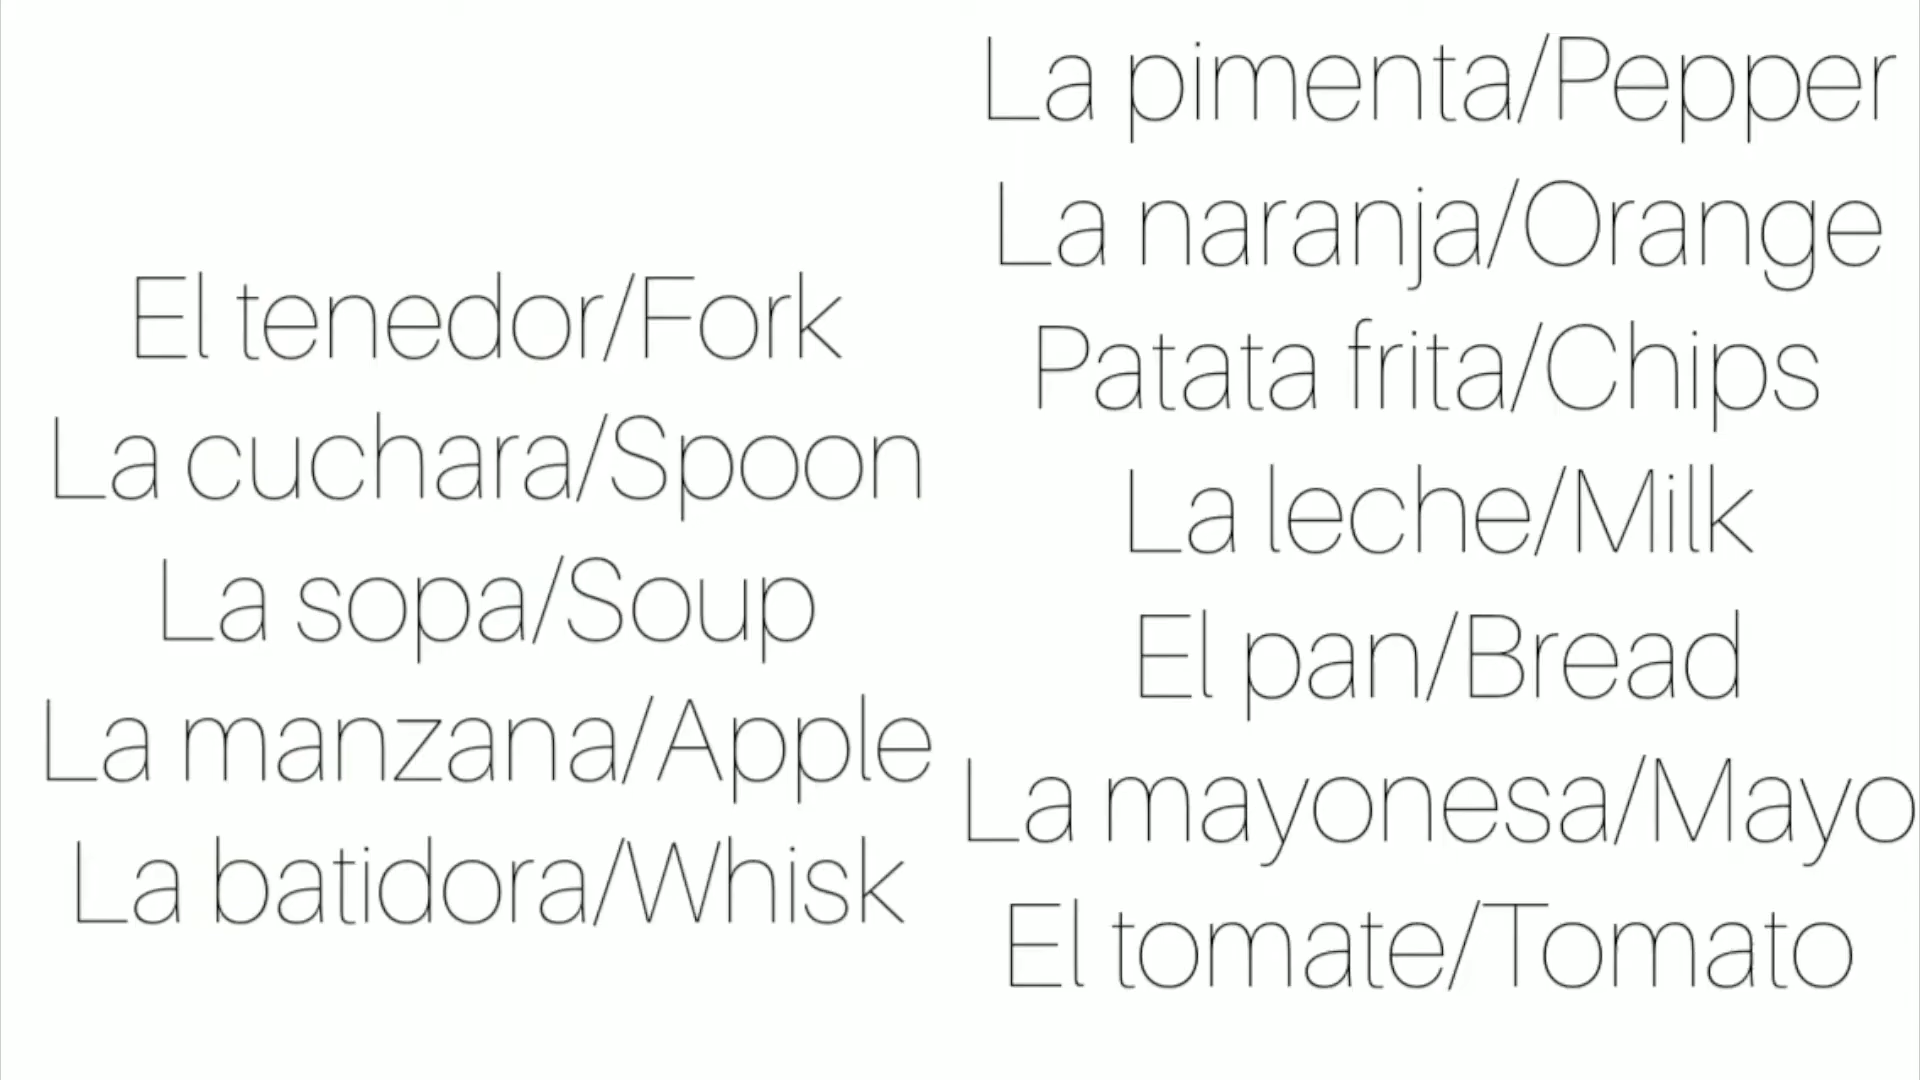 El tenedor/Fork
La cuchara/Spoon
La sopa/Soup
La manzana/Apple
La batidora/Whisk
La pimenta/Pepper
La naranja/Orange
Patata frita/Chips
La leche/Milk
El pan/Bread
La mayonesa/Mayo
El tomate/Tomato